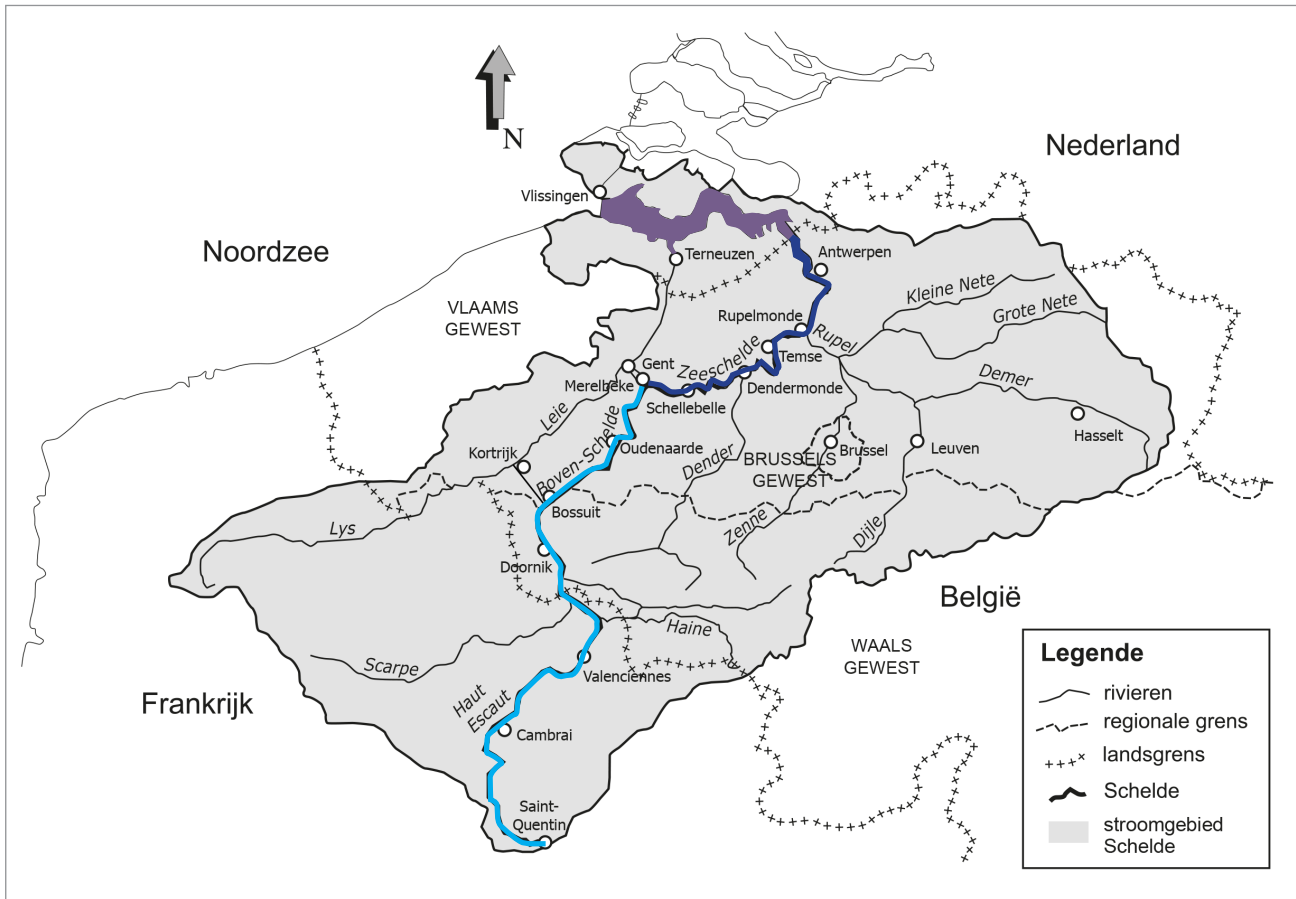 N
Nederland
Vlissingen
Noordzee
Terneuzen
Antwerpen
VLAAMS
GEWEST
Kleine Nete
Grote Nete
Rupelmonde
Rupel
Zeeschelde
Temse
Gent
Merelbeke
Dendermonde
Schellebelle
Demer
Leie
Boven-Schelde
Oudenaarde
Hasselt
Kortrijk
Dender
BRUSSELS
GEWEST
Brussel
Leuven
Bossuit
Lys
Zenne
Dijle
Doornik
België
Haine
WAALS
GEWEST
Scarpe
Valenciennes
Frankrijk
Haut
Escaut
Cambrai
Saint-
Quentin
Legende
rivieren
regionale grens
landsgrens
Schelde
stroomgebied
Schelde